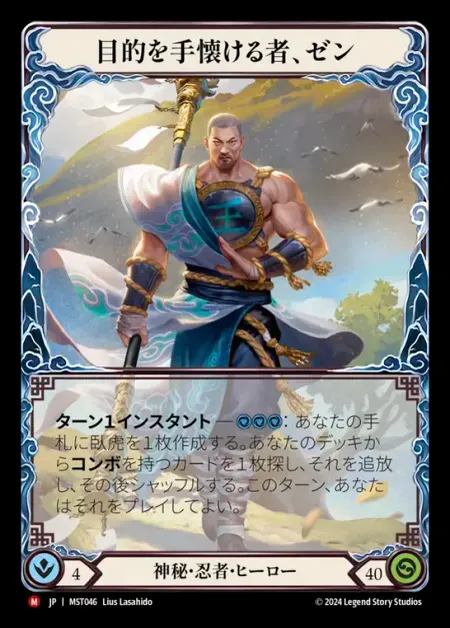 目的を手懐ける者、ゼン
王
ターン1インスタント ― : あなたの手
札に臥虎を1枚作成する。あなたのデッキか
らコンボを持つカードを1枚探し、それを追放
し、その後シャッフルする。このターン、あなた
はそれをプレイしてよい。
4
神秘・忍者・ヒーロー
40
M JP | MST046 Lius Lasahido
© 2024 Legend Story Studios